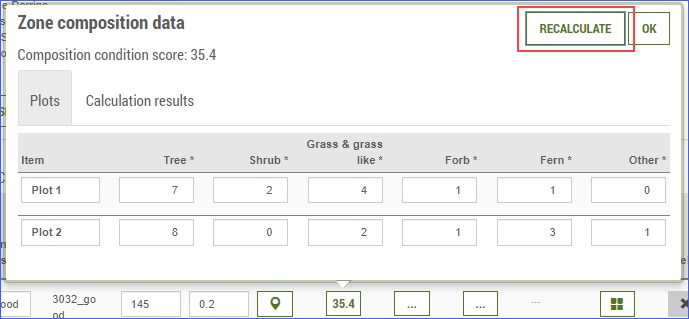 Zone composition data
RECALCULATE
OK
Composition condition score: 35.4
Plots
Calculation results
Item Tree * Shrub * Grass & grass like * Forb * Fern * Other *
Plot 1 7 2 4 1 1 0
Plot 2 8 0 2 1 3 1
ood 3032_go 145 0.2 35.4 ... ... ...
od